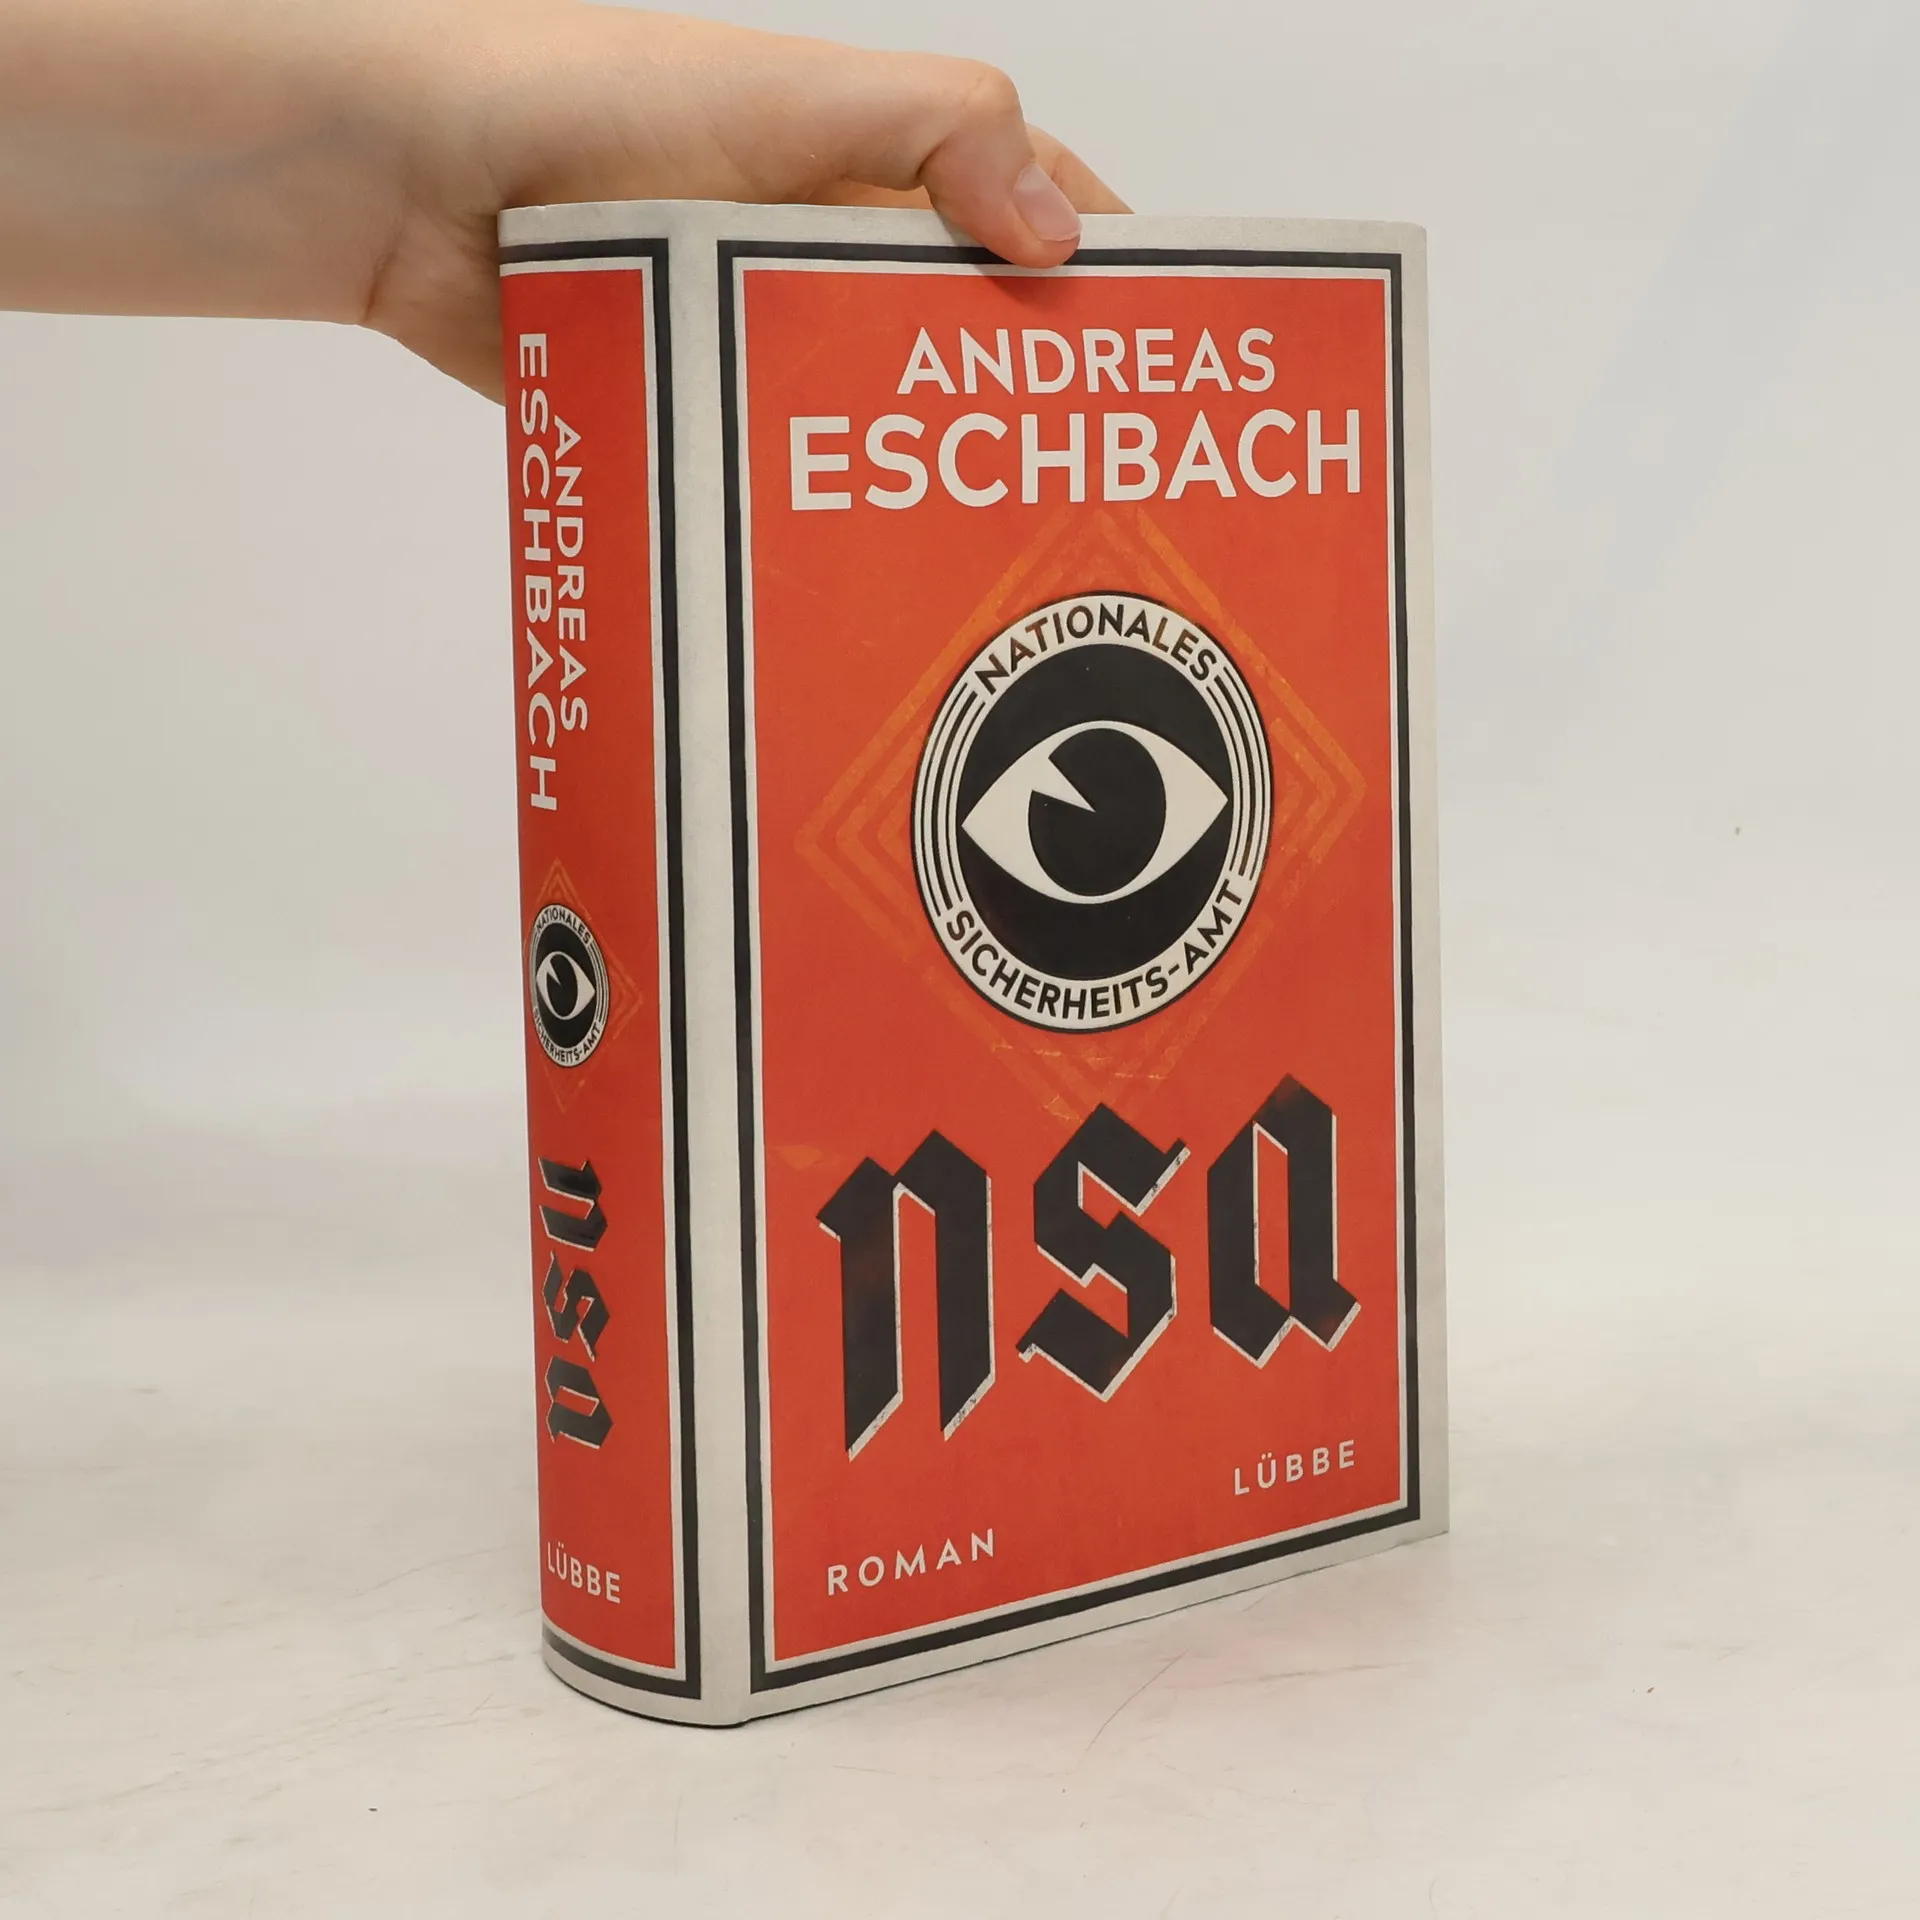 ANDREAS
ESCHBACH
NATIONALES
SICHERHEITS-AMT
nsa
LÜBBE
ANDREAS
ESCHBACH
NATIONALES
SICHERHEITS-AMT
nsa
ROMAN
LÜBBE